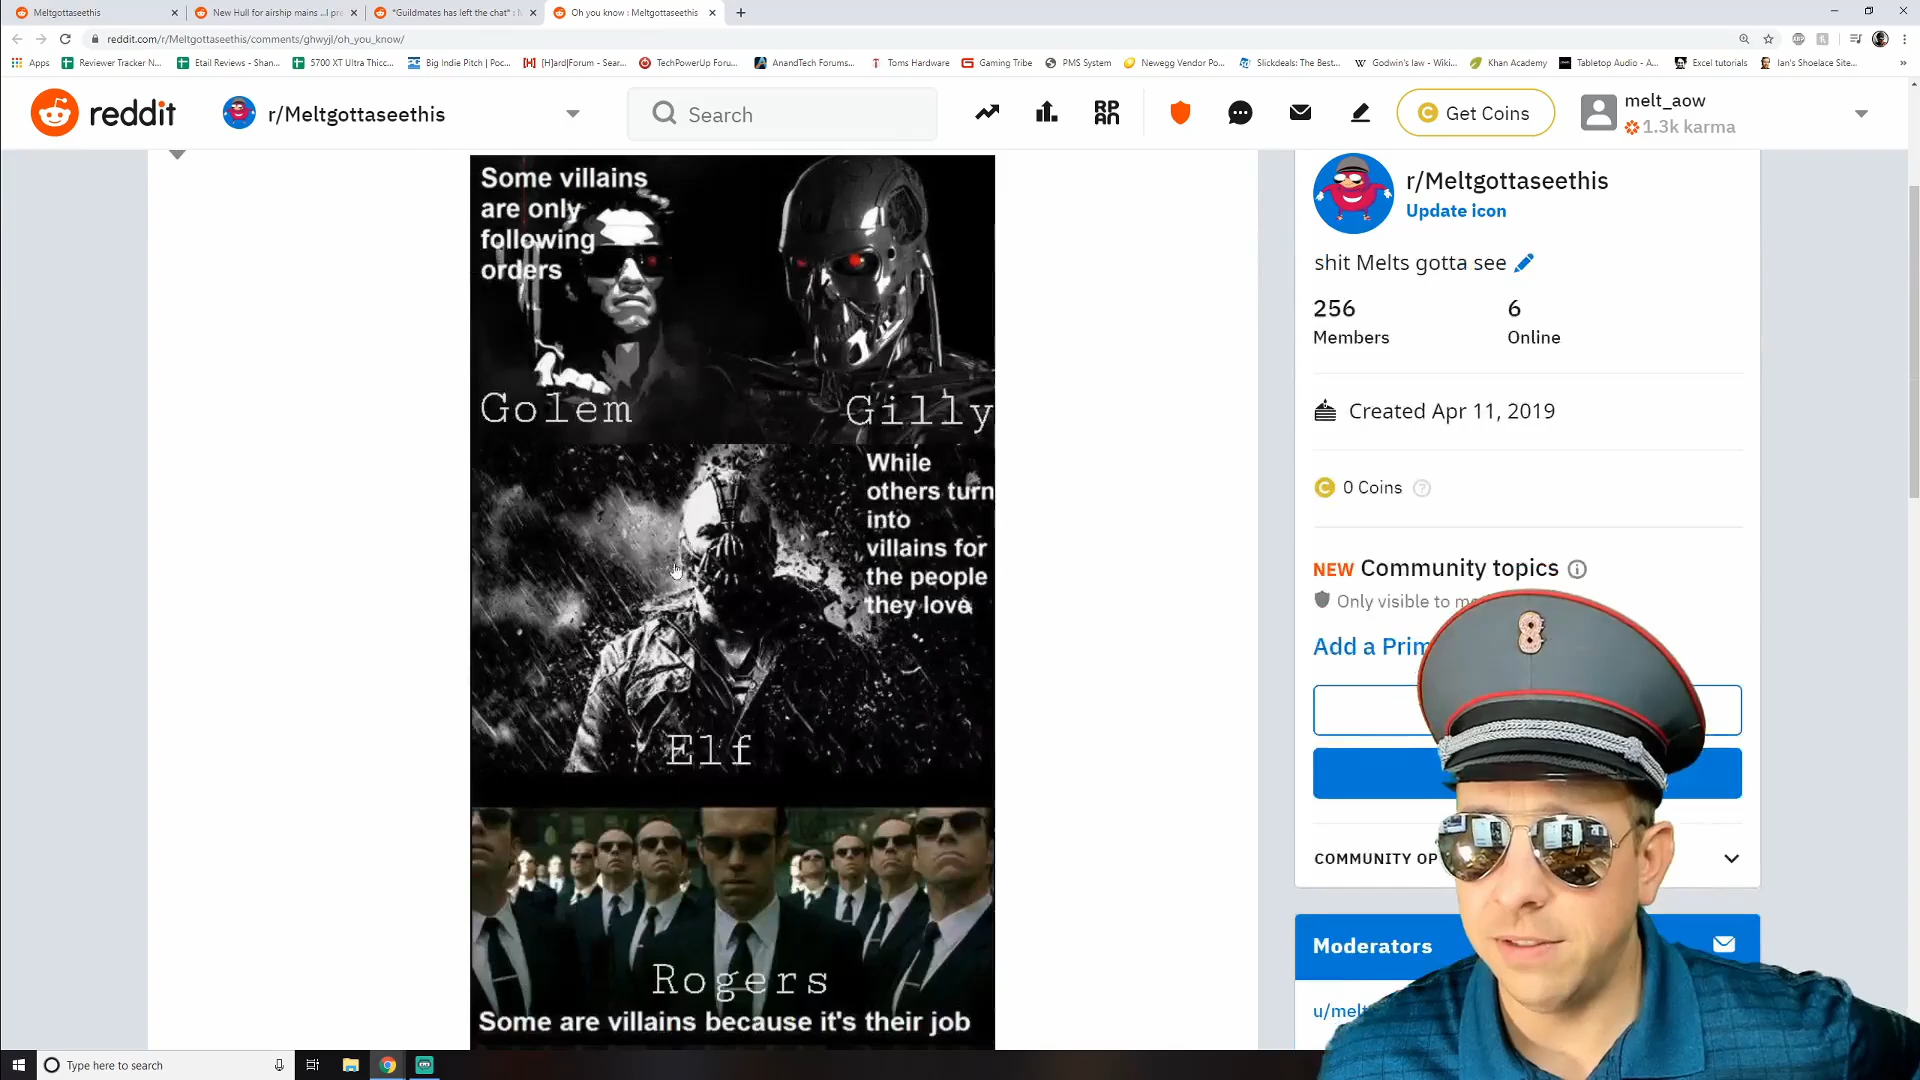 Meltgottaseethis
New Hull for airship mains ...I pre
*Guildmates has left the chat* :
Oh you know : Meltgottaseethis
reddit.com/r/Meltgottaseethis/comments/ghwyjl/oh_you_know/
Apps
Reviewer Tracker N...
Etail Reviews - Shan...
5700 XT Ultra Thicc...
Big Indie Pitch | Poc...
[H]ard|Forum - Sear...
TechPowerUp Foru...
AnandTech Forums...
Toms Hardware
Gaming Tribe
PMS System
Newegg Vendor Po...
Slickdeals: The Best...
Godwin's law - Wiki...
Khan Academy
Tabletop Audio - A...
Excel tutorials
Ian's Shoelace Site...
reddit
r/Meltgottaseethis
Search
Get Coins
melt_aow
1.3k karma
Some villains
are only
following
orders
Golem
Gilly
While
others turn
into
villains for
the people
they love
Elf
Rogers
Some are villains because it's their job
r/Meltgottaseethis
Update icon
shit Melts gotta see
256
Members
6
Online
Created Apr 11, 2019
0 Coins
NEW Community topics
Only visible to
Add a Prim
COMMUNITY OP
8
Moderators
u/melt
Type here to search